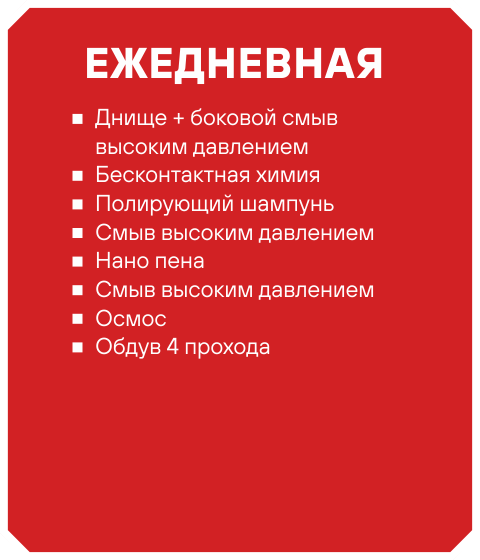 ЕЖЕДНЕВНАЯ
▪ Днище + боковой смыв
высоким давлением
▪ Бесконтактная химия
▪ Полирующий шампунь
▪ Смыв высоким давлением
▪ Нано пена
▪ Смыв высоким давлением
▪ Осмос
▪ Обдув 4 прохода